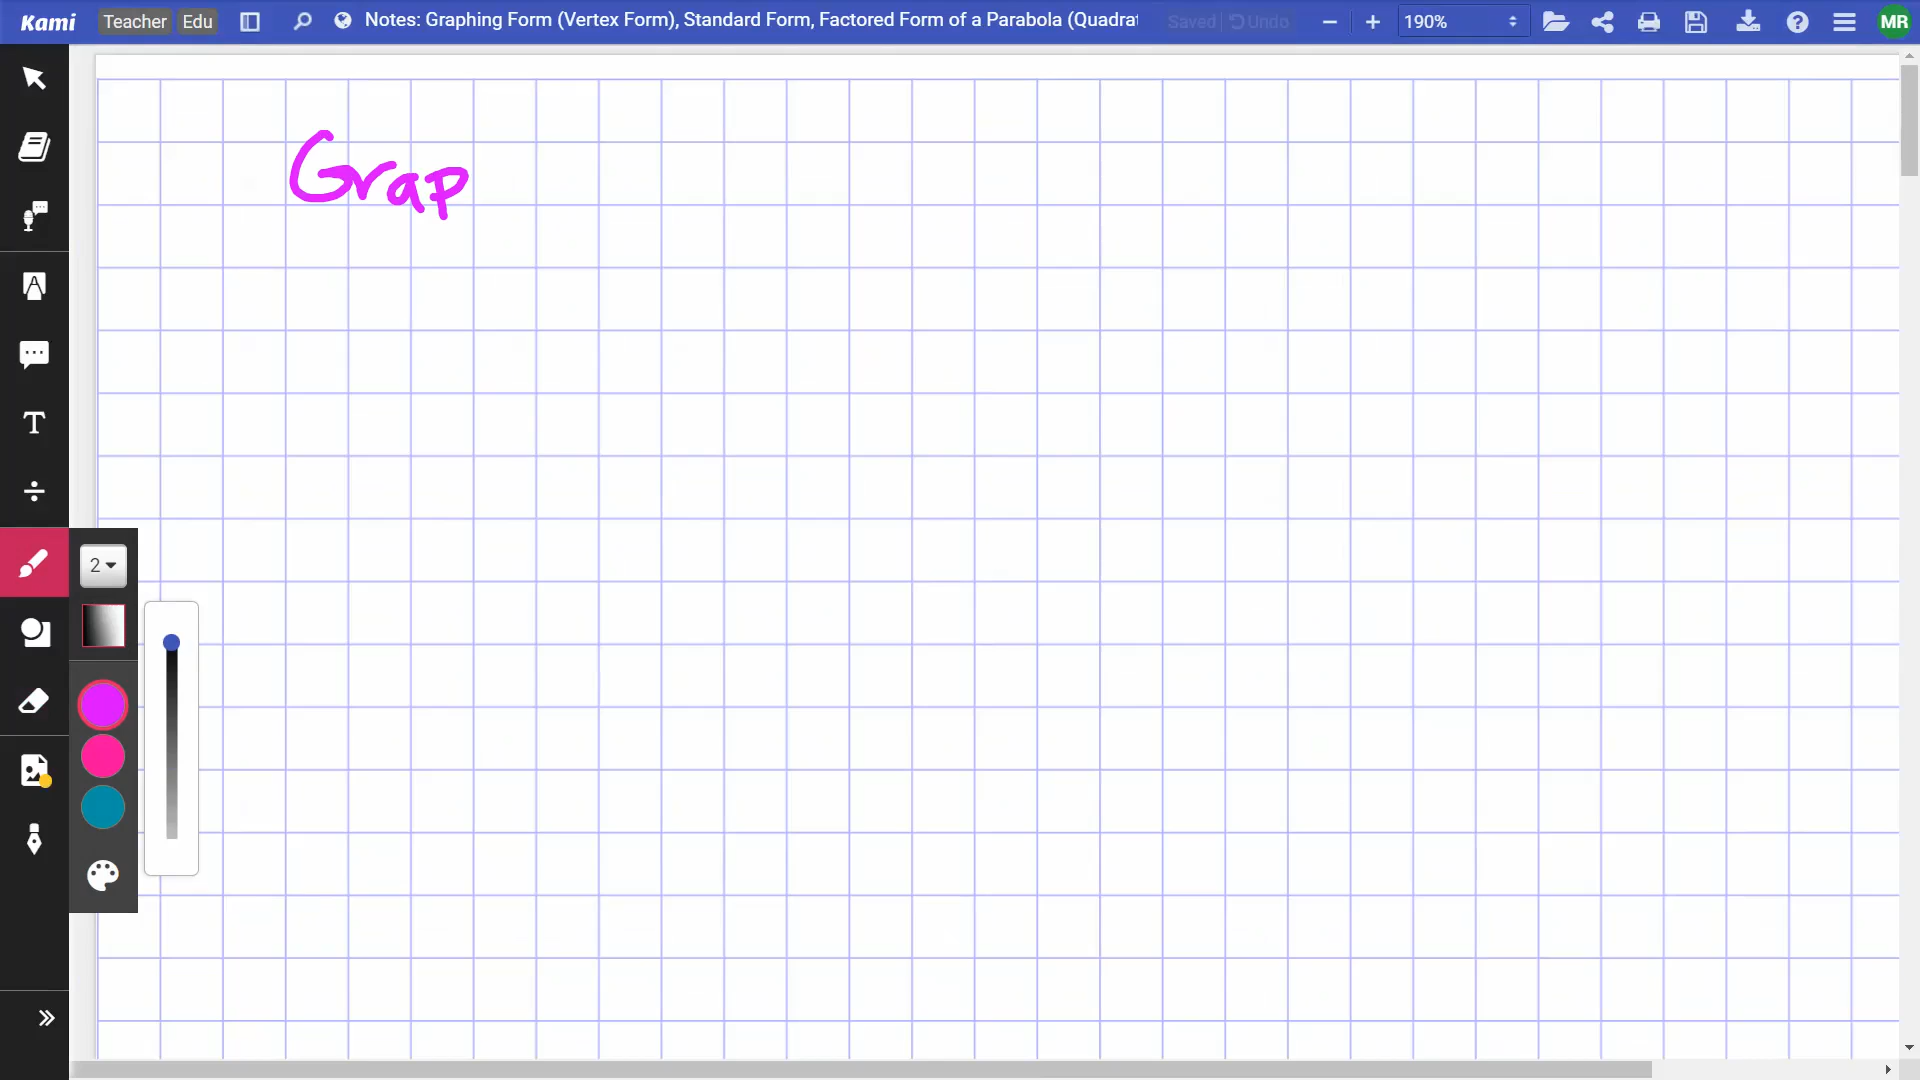 Kami Teacher Edu Notes: Graphing Form (Vertex Form), Standard Form, Factored Form of a Parabola (Quadrat Saved Undo 190% MR
Grap
2